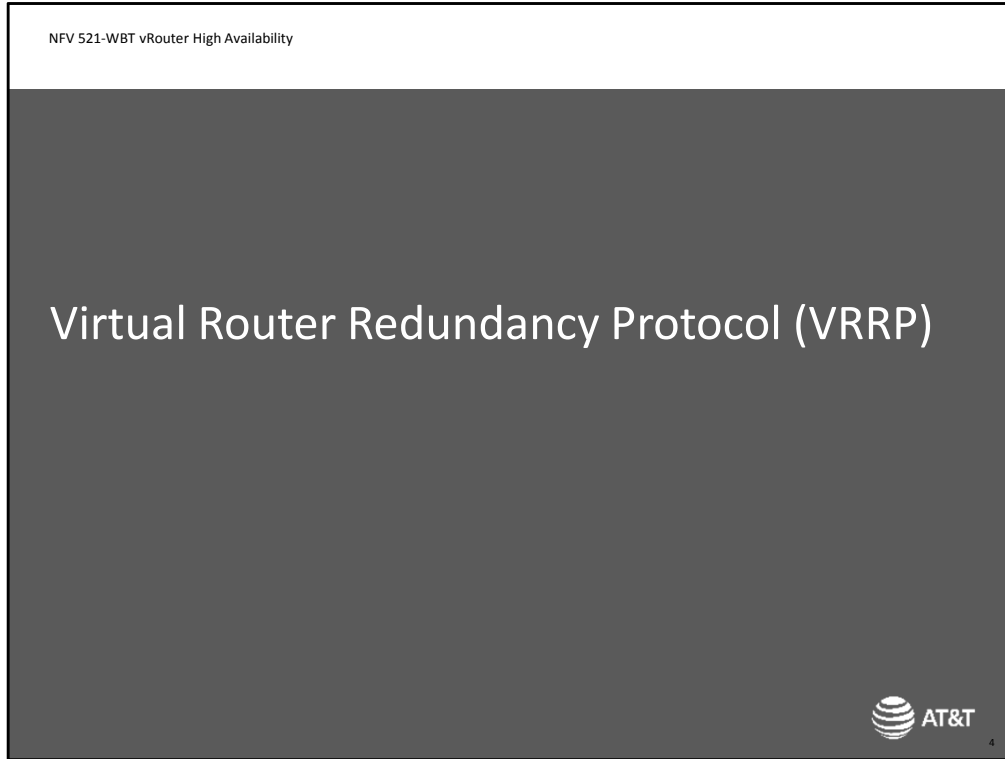 NFV 521-WBT vRouter High Availability
Virtual Router Redundancy Protocol (VRRP)
AT&T
4